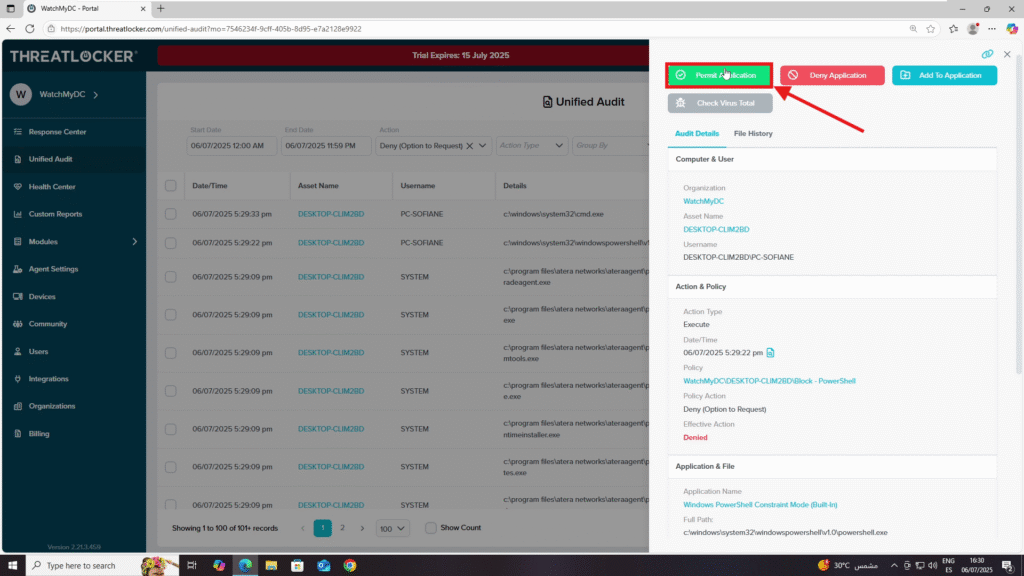 WatchMyDC - Portal
https://portal.threatlocker.com/unified-audit?mo=7546234f-9cff-405b-8d95-e7a2128e9922
THREATLOCKER
Trial Expires: 15 July 2025
W WatchMyDC
Response Center
Unified Audit
Health Center
Custom Reports
Modules
Agent Settings
Devices
Community
Users
Integrations
Organizations
Billing
Version 2.21.3.459
Unified Audit
Start Date End Date Action
06/07/2025 12:00 AM 06/07/2025 11:59 PM Deny (Option to Request) Action Type Group By
Date/Time Asset Name Username Details
06/07/2025 5:29:33 pm DESKTOP-CLIM2BD PC-SOFIANE c:\windows\system32\cmd.exe
06/07/2025 5:29:22 pm DESKTOP-CLIM2BD PC-SOFIANE c:\windows\system32\windowspowershell\v1
06/07/2025 5:29:09 pm DESKTOP-CLIM2BD SYSTEM c:\program files\atera networks\ateraagent\p
radeagent.exe
06/07/2025 5:29:09 pm DESKTOP-CLIM2BD SYSTEM c:\program files\atera networks\ateraagent\p
exe
06/07/2025 5:29:09 pm DESKTOP-CLIM2BD SYSTEM c:\program files\atera networks\ateraagent\p
mtools.exe
06/07/2025 5:29:09 pm DESKTOP-CLIM2BD SYSTEM c:\program files\atera networks\ateraagent\p
e.exe
06/07/2025 5:29:09 pm DESKTOP-CLIM2BD SYSTEM c:\program files\atera networks\ateraagent\p
ntimeinstaller.exe
06/07/2025 5:29:09 pm DESKTOP-CLIM2BD SYSTEM c:\program files\atera networks\ateraagent\p
tes.exe
06/07/2025 5:29:09 pm DESKTOP-CLIM2BD SYSTEM c:\program files\atera networks\ateraagent\p
Showing 1 to 100 of 101+ records 1 2 100 Show Count
Permit Application Deny Application Add To Application
Check Virus Total
Audit Details File History
Computer & User
Organization
WatchMyDC
Asset Name
DESKTOP-CLIM2BD
Username
DESKTOP-CLIM2BD\PC-SOFIANE
Action & Policy
Action Type
Execute
Date/Time
06/07/2025 5:29:22 pm
Policy
WatchMyDC\DESKTOP-CLIM2BD\Block - PowerShell
Policy Action
Deny (Option to Request)
Effective Action
Denied
Application & File
Application Name
Windows PowerShell Constraint Mode (Built-In)
Full Path:
c:\windows\system32\windowspowershell\v1.0\powershell.exe
Type here to search
30°C مشمس
ENG
ES
16:30
06/07/2025